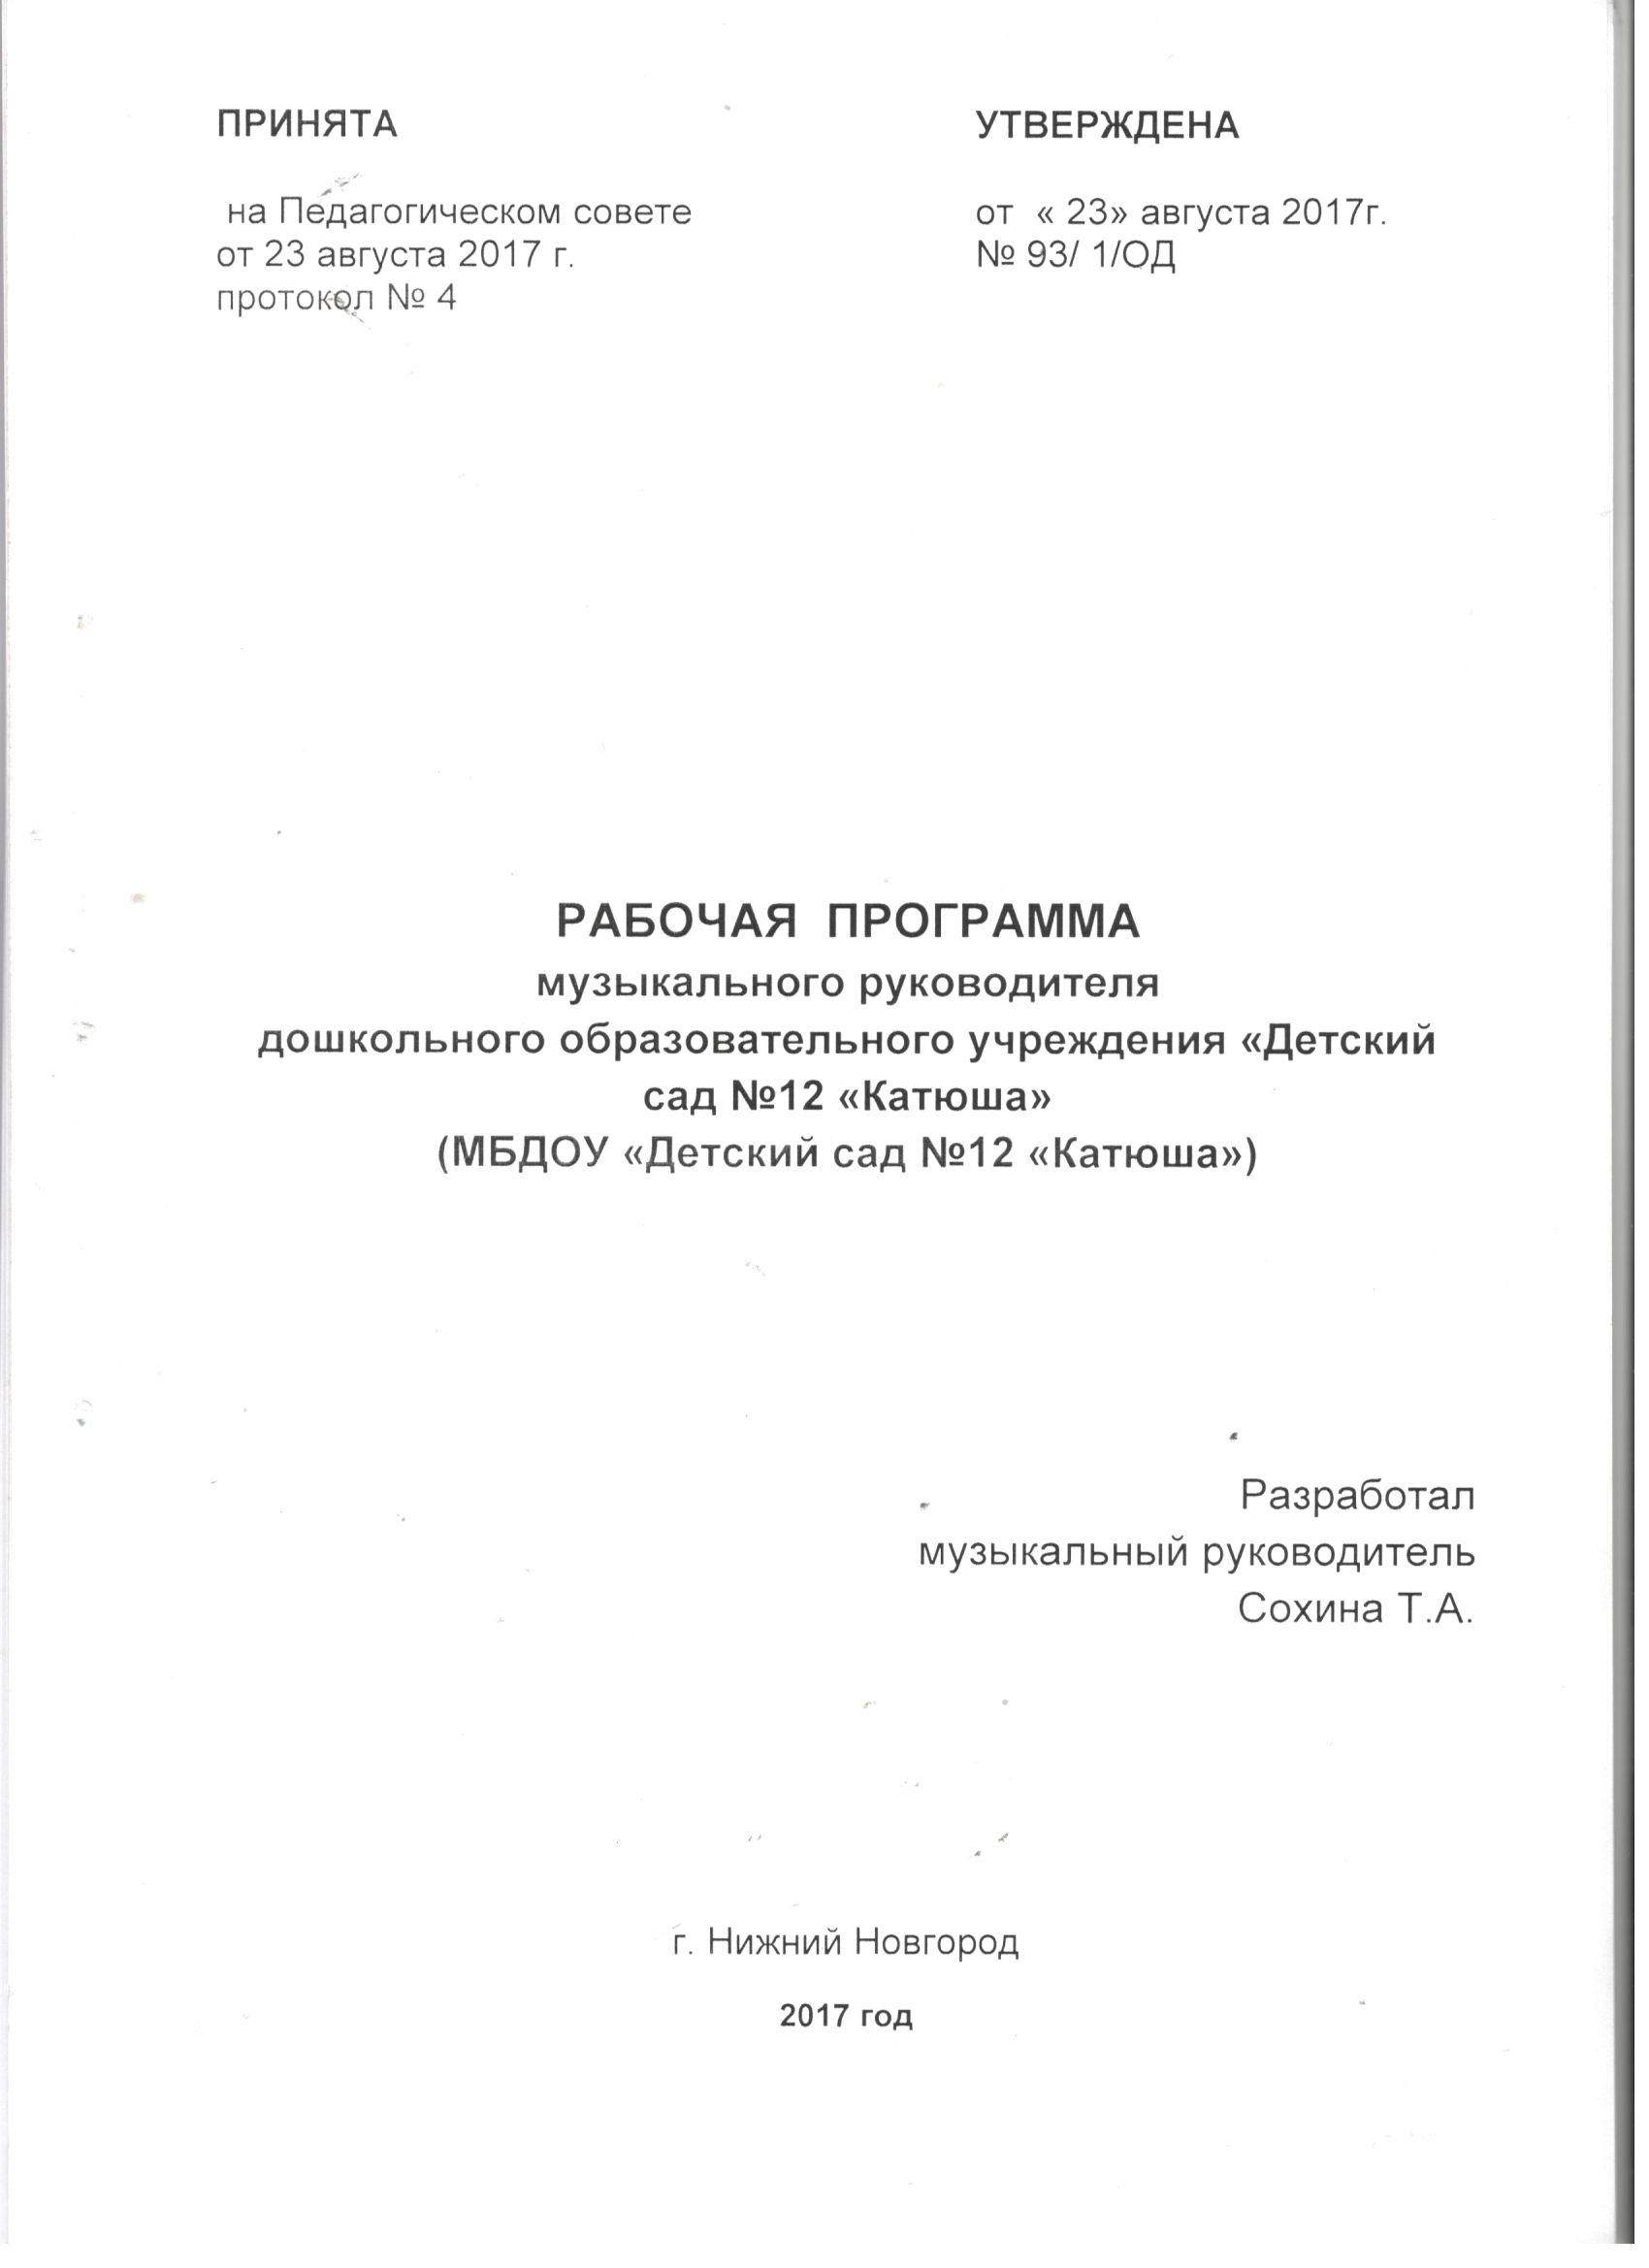 ПРИНЯТА
УТВЕРЖДЕНА
на Педагогическом совете
от « 23» августа 2017г.
от 23 августа 2017 г.
№ 93/ 1/ОД
протокол № 4
РАБОЧАЯ ПРОГРАММА
музыкального руководителя
дошкольного образовательного учреждения «Детский
сад №12 «Катюша»
(МБДОУ «Детский сад №12 «Катюша»)
Разработал
музыкальный руководитель
Сохина Т.А.
г. Нижний Новгород
2017 год